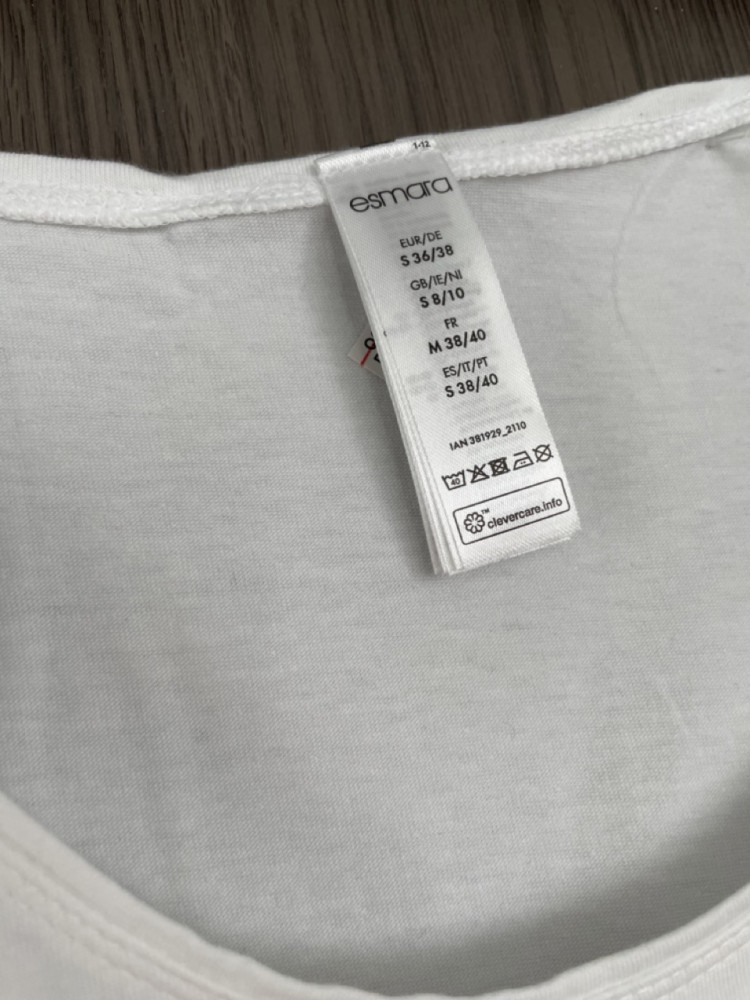 1-12
esmara
EUR/DE
S 36/38
GB/IE/NI
S 8/10
FR
M 38/40
ES/IT/PT
S 38/40
IAN 381929_2110
40
™ clevercare.info